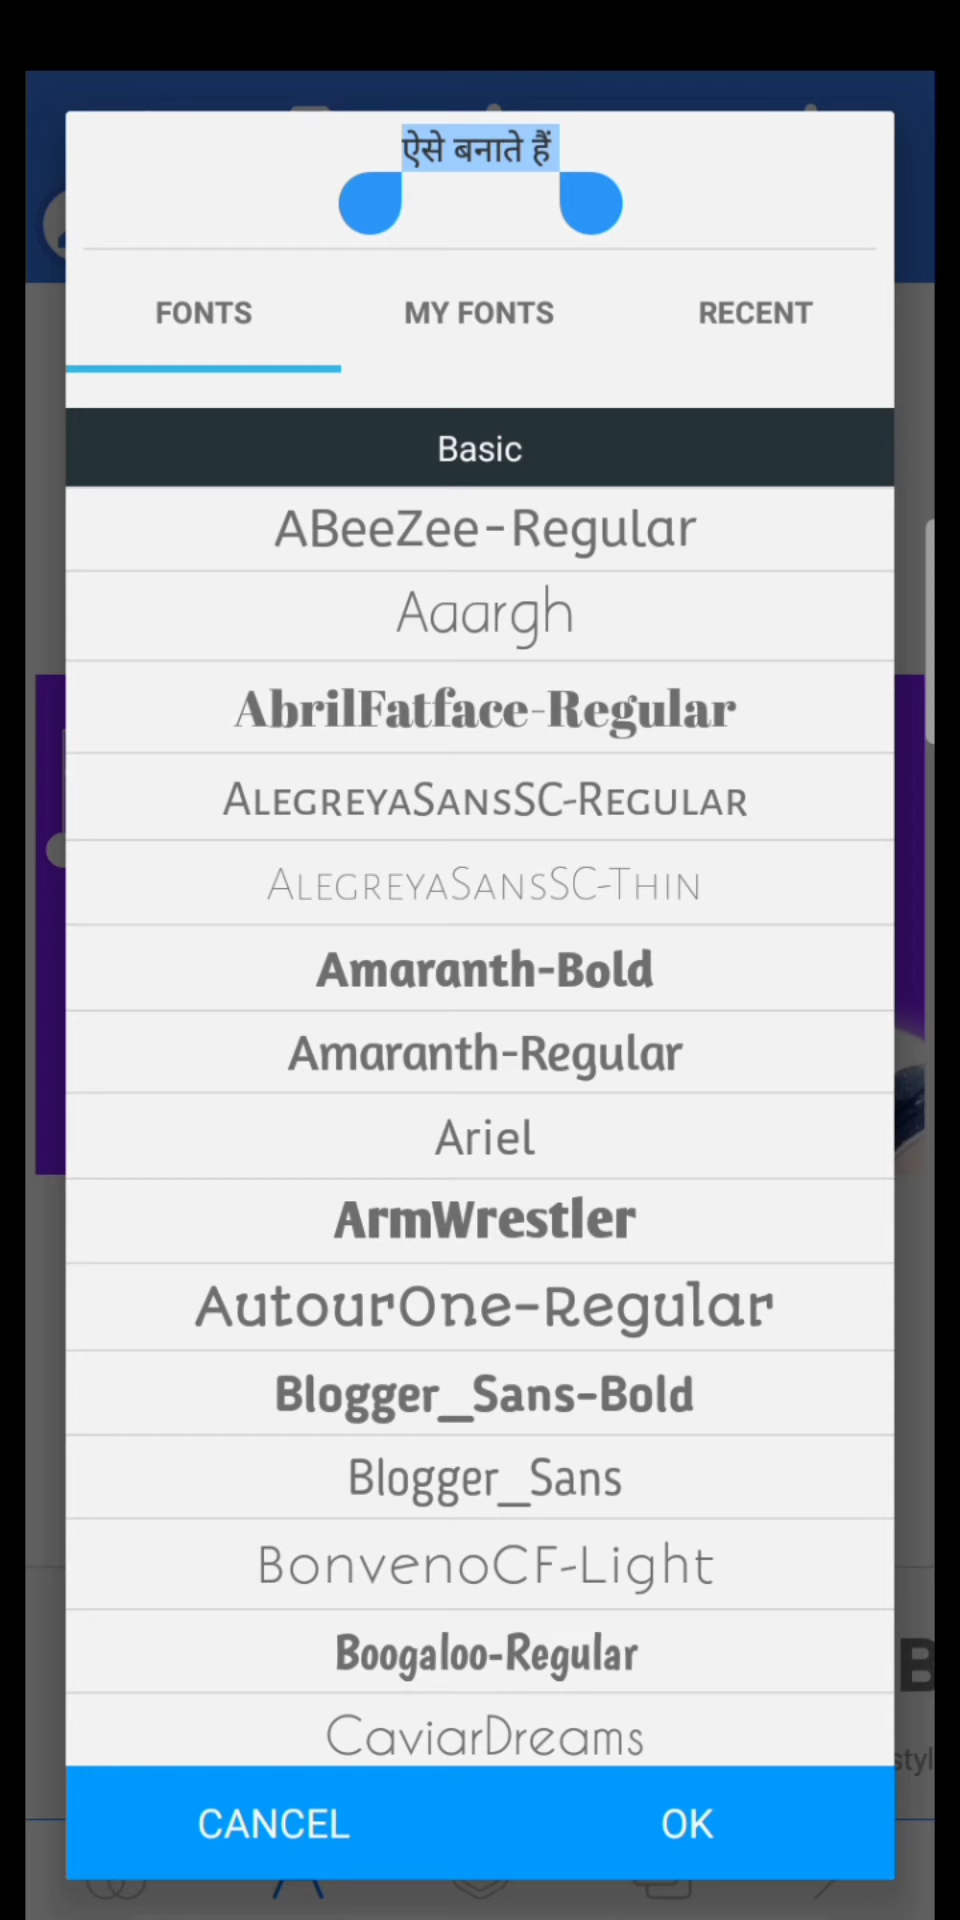 ऐसे बनाते हैं
FONTS MY FONTS RECENT
Basic
ABeeZee-Regular
Aaargh
AbrilFatface-Regular
AlegreyaSansSC-Regular
AlegreyaSansSC-Thin
Amaranth-Bold
Amaranth-Regular
Ariel
ArmWrestler
AutourOne-Regular
Blogger_Sans-Bold
Blogger_Sans
BonvenoCF-Light
Boogaloo-Regular
B
CaviarDreams
styl
CANCEL OK